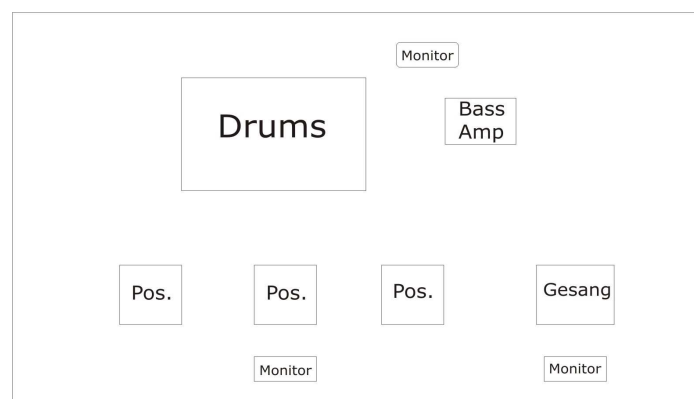 Monitor
Drums
Bass
Amp
Pos.
Pos.
Pos.
Gesang
Monitor
Monitor